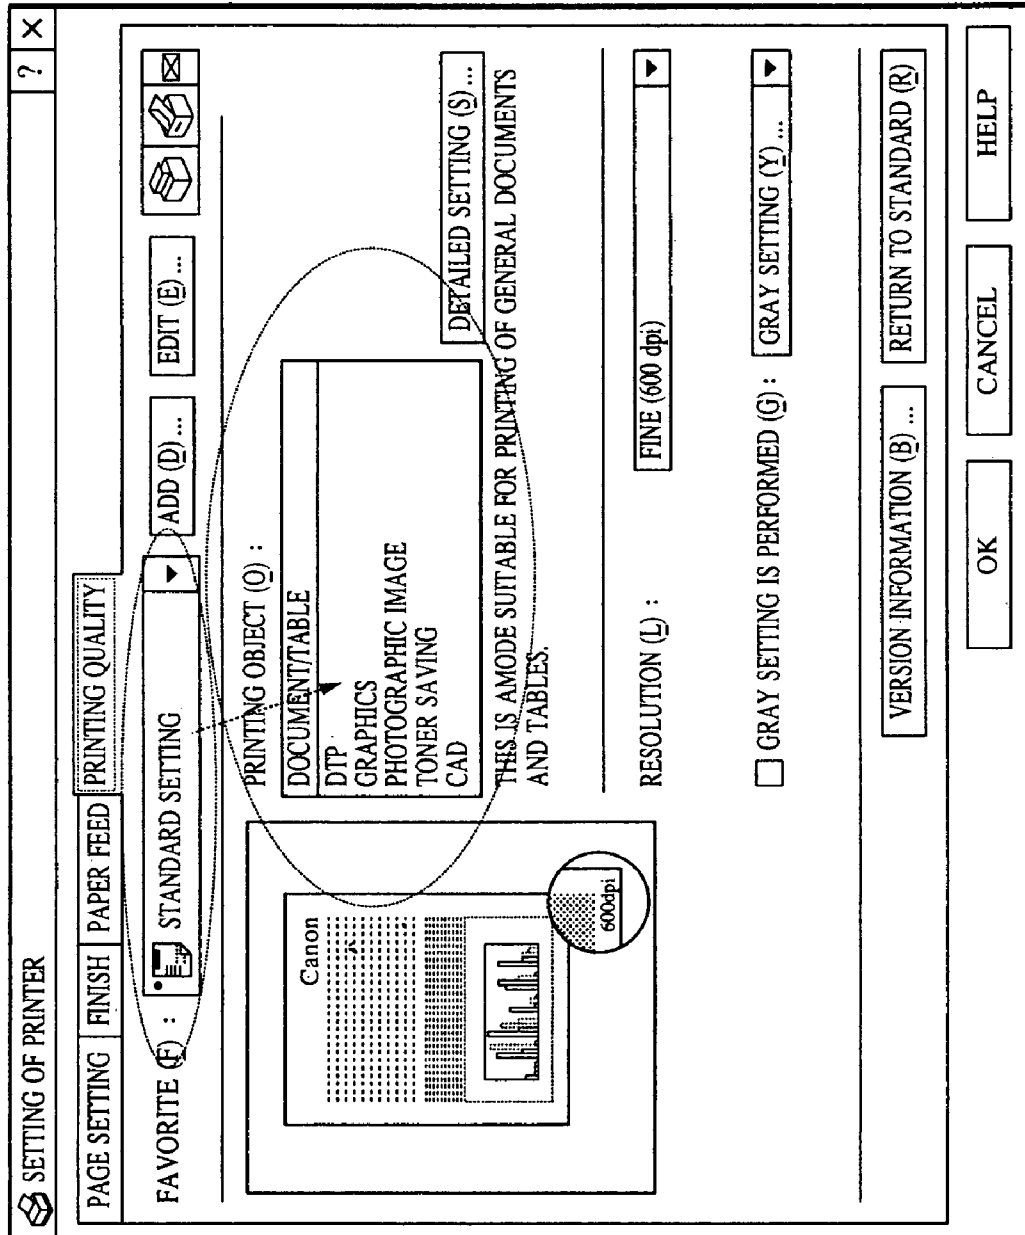 SETTING OF PRINTER ? ×
PAGE SETTING FINISH PAPER FEED PRINTING QUALITY
FAVORITE (F) : STANDARD SETTING ADD (D) ... EDIT (E) ...
Canon
600dpi
PRINTING OBJECT (O) :
DOCUMENT/TABLE
DTP
GRAPHICS
PHOTOGRAPHIC IMAGE
TONER SAVING
CAD
DETAILED SETTING (S) ...
THIS IS AMODE SUITABLE FOR PRINTING OF GENERAL DOCUMENTS
AND TABLES.
RESOLUTION (L) : FINE (600 dpi)
GRAY SETTING IS PERFORMED (G) : GRAY SETTING (Y) ...
VERSION INFORMATION (B) ... RETURN TO STANDARD (R)
OK CANCEL HELP